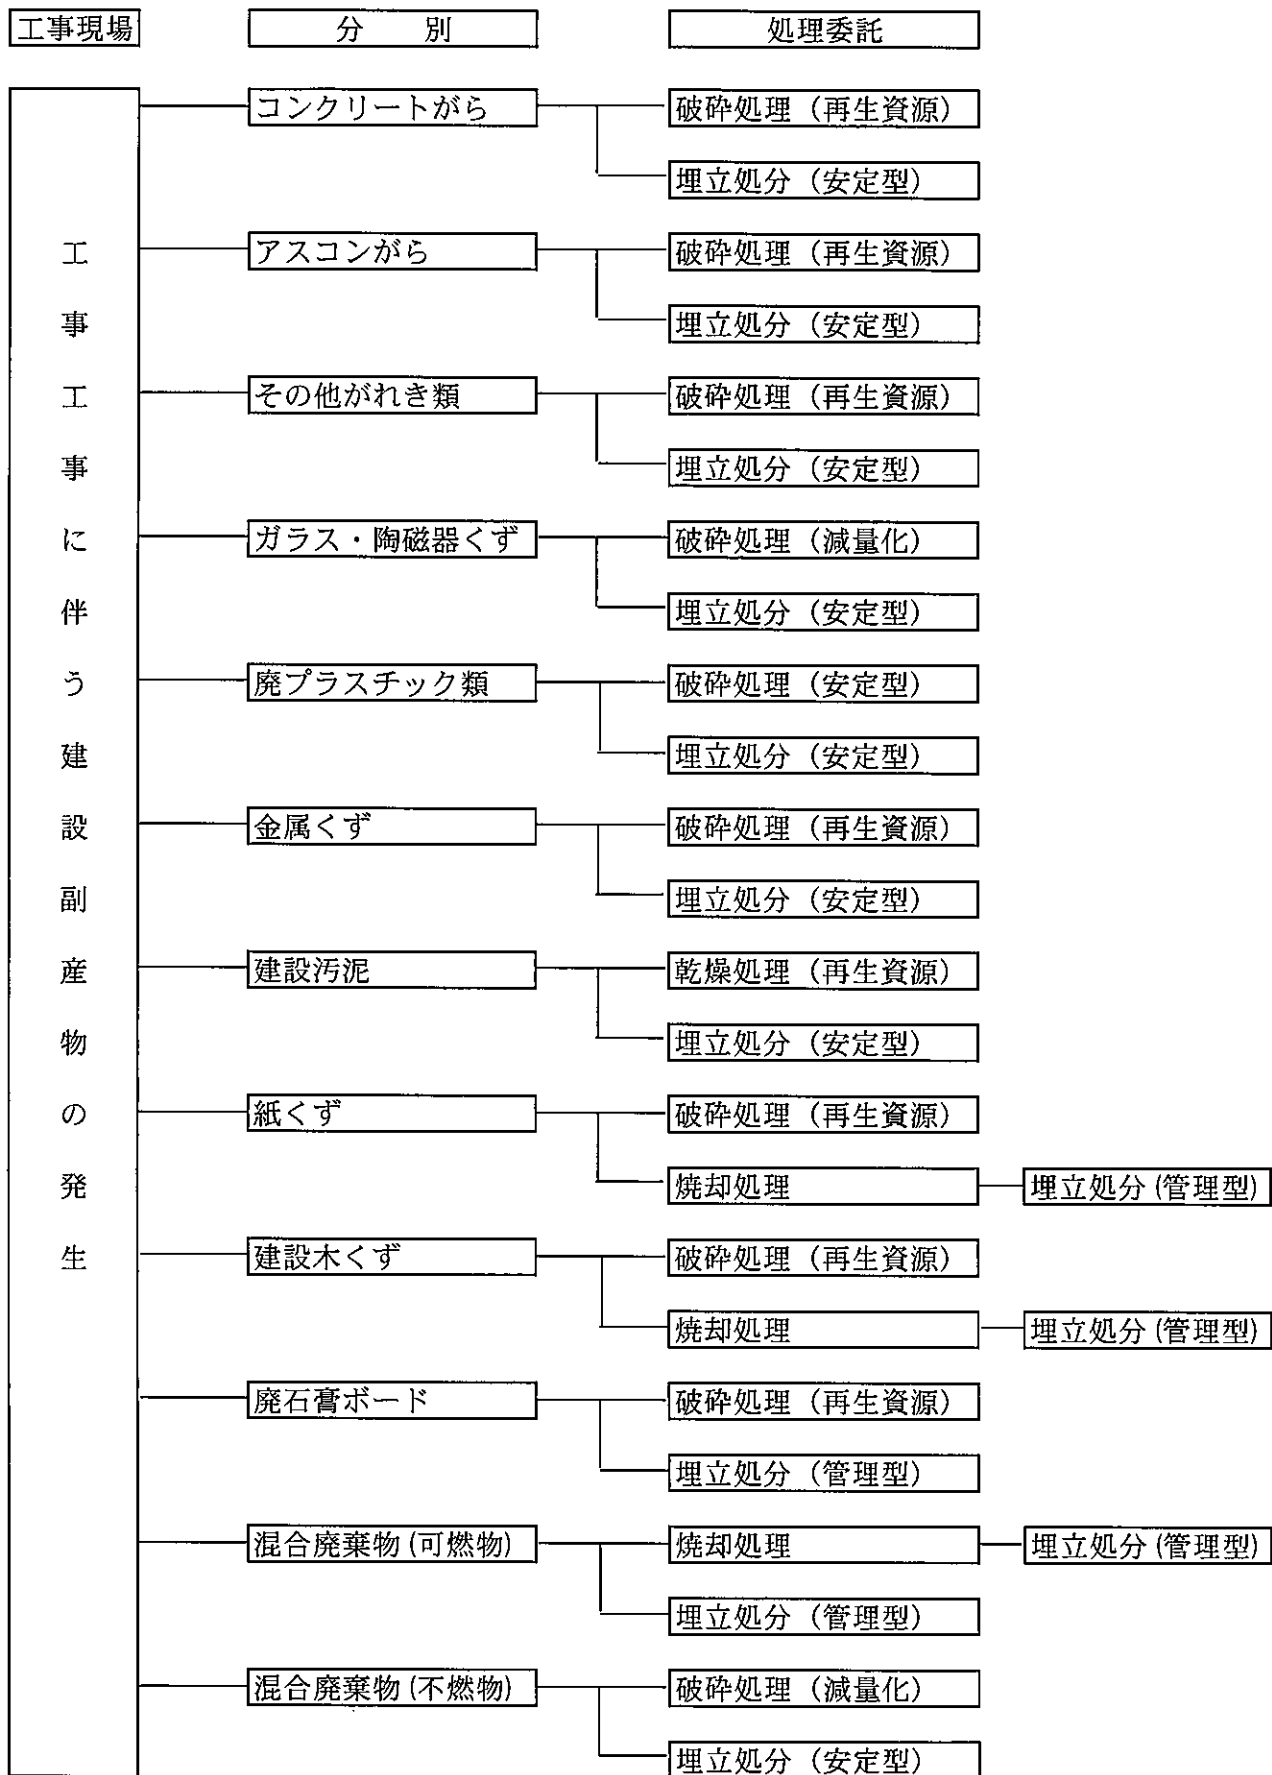 工事現場 分　別 処理委託
工事工事に伴う建設副産物の発生
コンクリートがら 破砕処理（再生資源）
埋立処分（安定型）
アスコンがら 破砕処理（再生資源）
埋立処分（安定型）
その他がれき類 破砕処理（再生資源）
埋立処分（安定型）
ガラス・陶磁器くず 破砕処理（減量化）
埋立処分（安定型）
廃プラスチック類 破砕処理（安定型）
埋立処分（安定型）
金属くず 破砕処理（再生資源）
埋立処分（安定型）
建設汚泥 乾燥処理（再生資源）
埋立処分（安定型）
紙くず 破砕処理（再生資源）
焼却処理 埋立処分(管理型)
建設木くず 破砕処理（再生資源）
焼却処理 埋立処分(管理型)
廃石膏ボード 破砕処理（再生資源）
埋立処分（管理型）
混合廃棄物(可燃物) 焼却処理 埋立処分(管理型)
埋立処分（管理型）
混合廃棄物(不燃物) 破砕処理（減量化）
埋立処分（安定型）